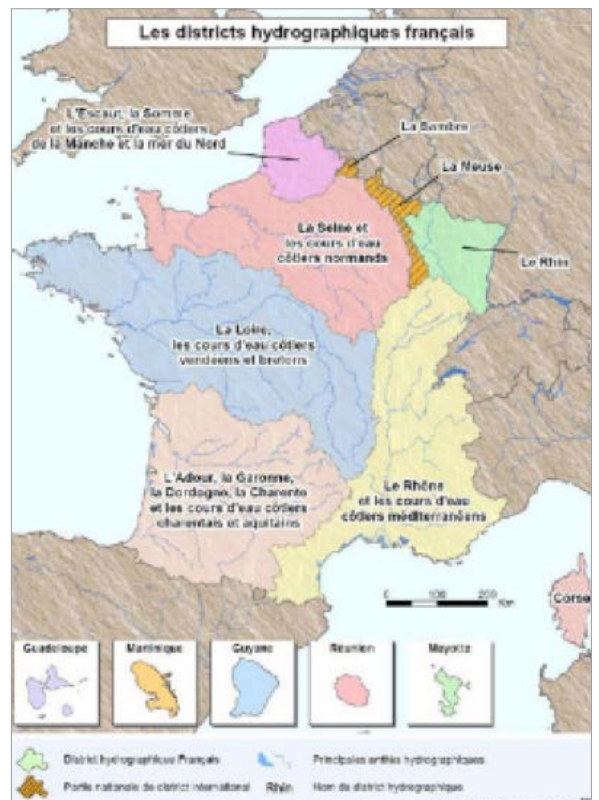 Les districts hydrographiques français
L'Escaut, la Somme
et les cours d'eau côtiers
de la Manche et la mer du Nord
La Sambre
La Meuse
La Seine et
les cours d'eau
côtiers normands
Le Rhin
La Loire,
les cours d'eau côtiers
vendéens et bretons
L'Adour, la Garonne,
la Dordogne, la Charente
et les cours d'eau côtiers
charentais et aquitains
Le Rhône
et les cours d'eau
côtiers méditerranéens
0 100 200
Km
Corse
Guadeloupe
Martinique
Guyane
Réunion
Mayotte
District hydrographique Français
Principales entités hydrographiques
Partie nationale de district international
Rhin
Nom de district hydrographique